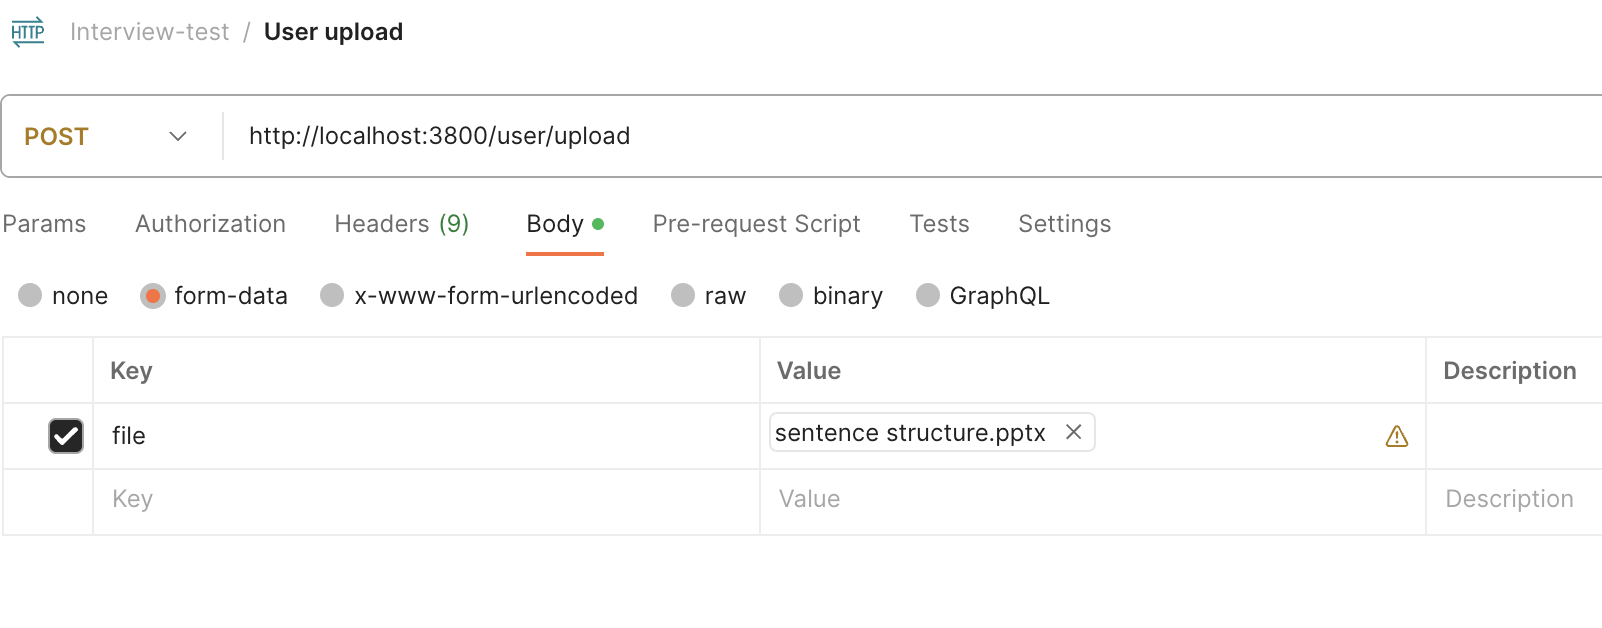 HTTP Interview-test / User upload
POST http://localhost:3800/user/upload
Params Authorization Headers (9) Body Pre-request Script Tests Settings
none form-data x-www-form-urlencoded raw binary GraphQL
Key Value Description
file sentence structure.pptx
Key Value Description